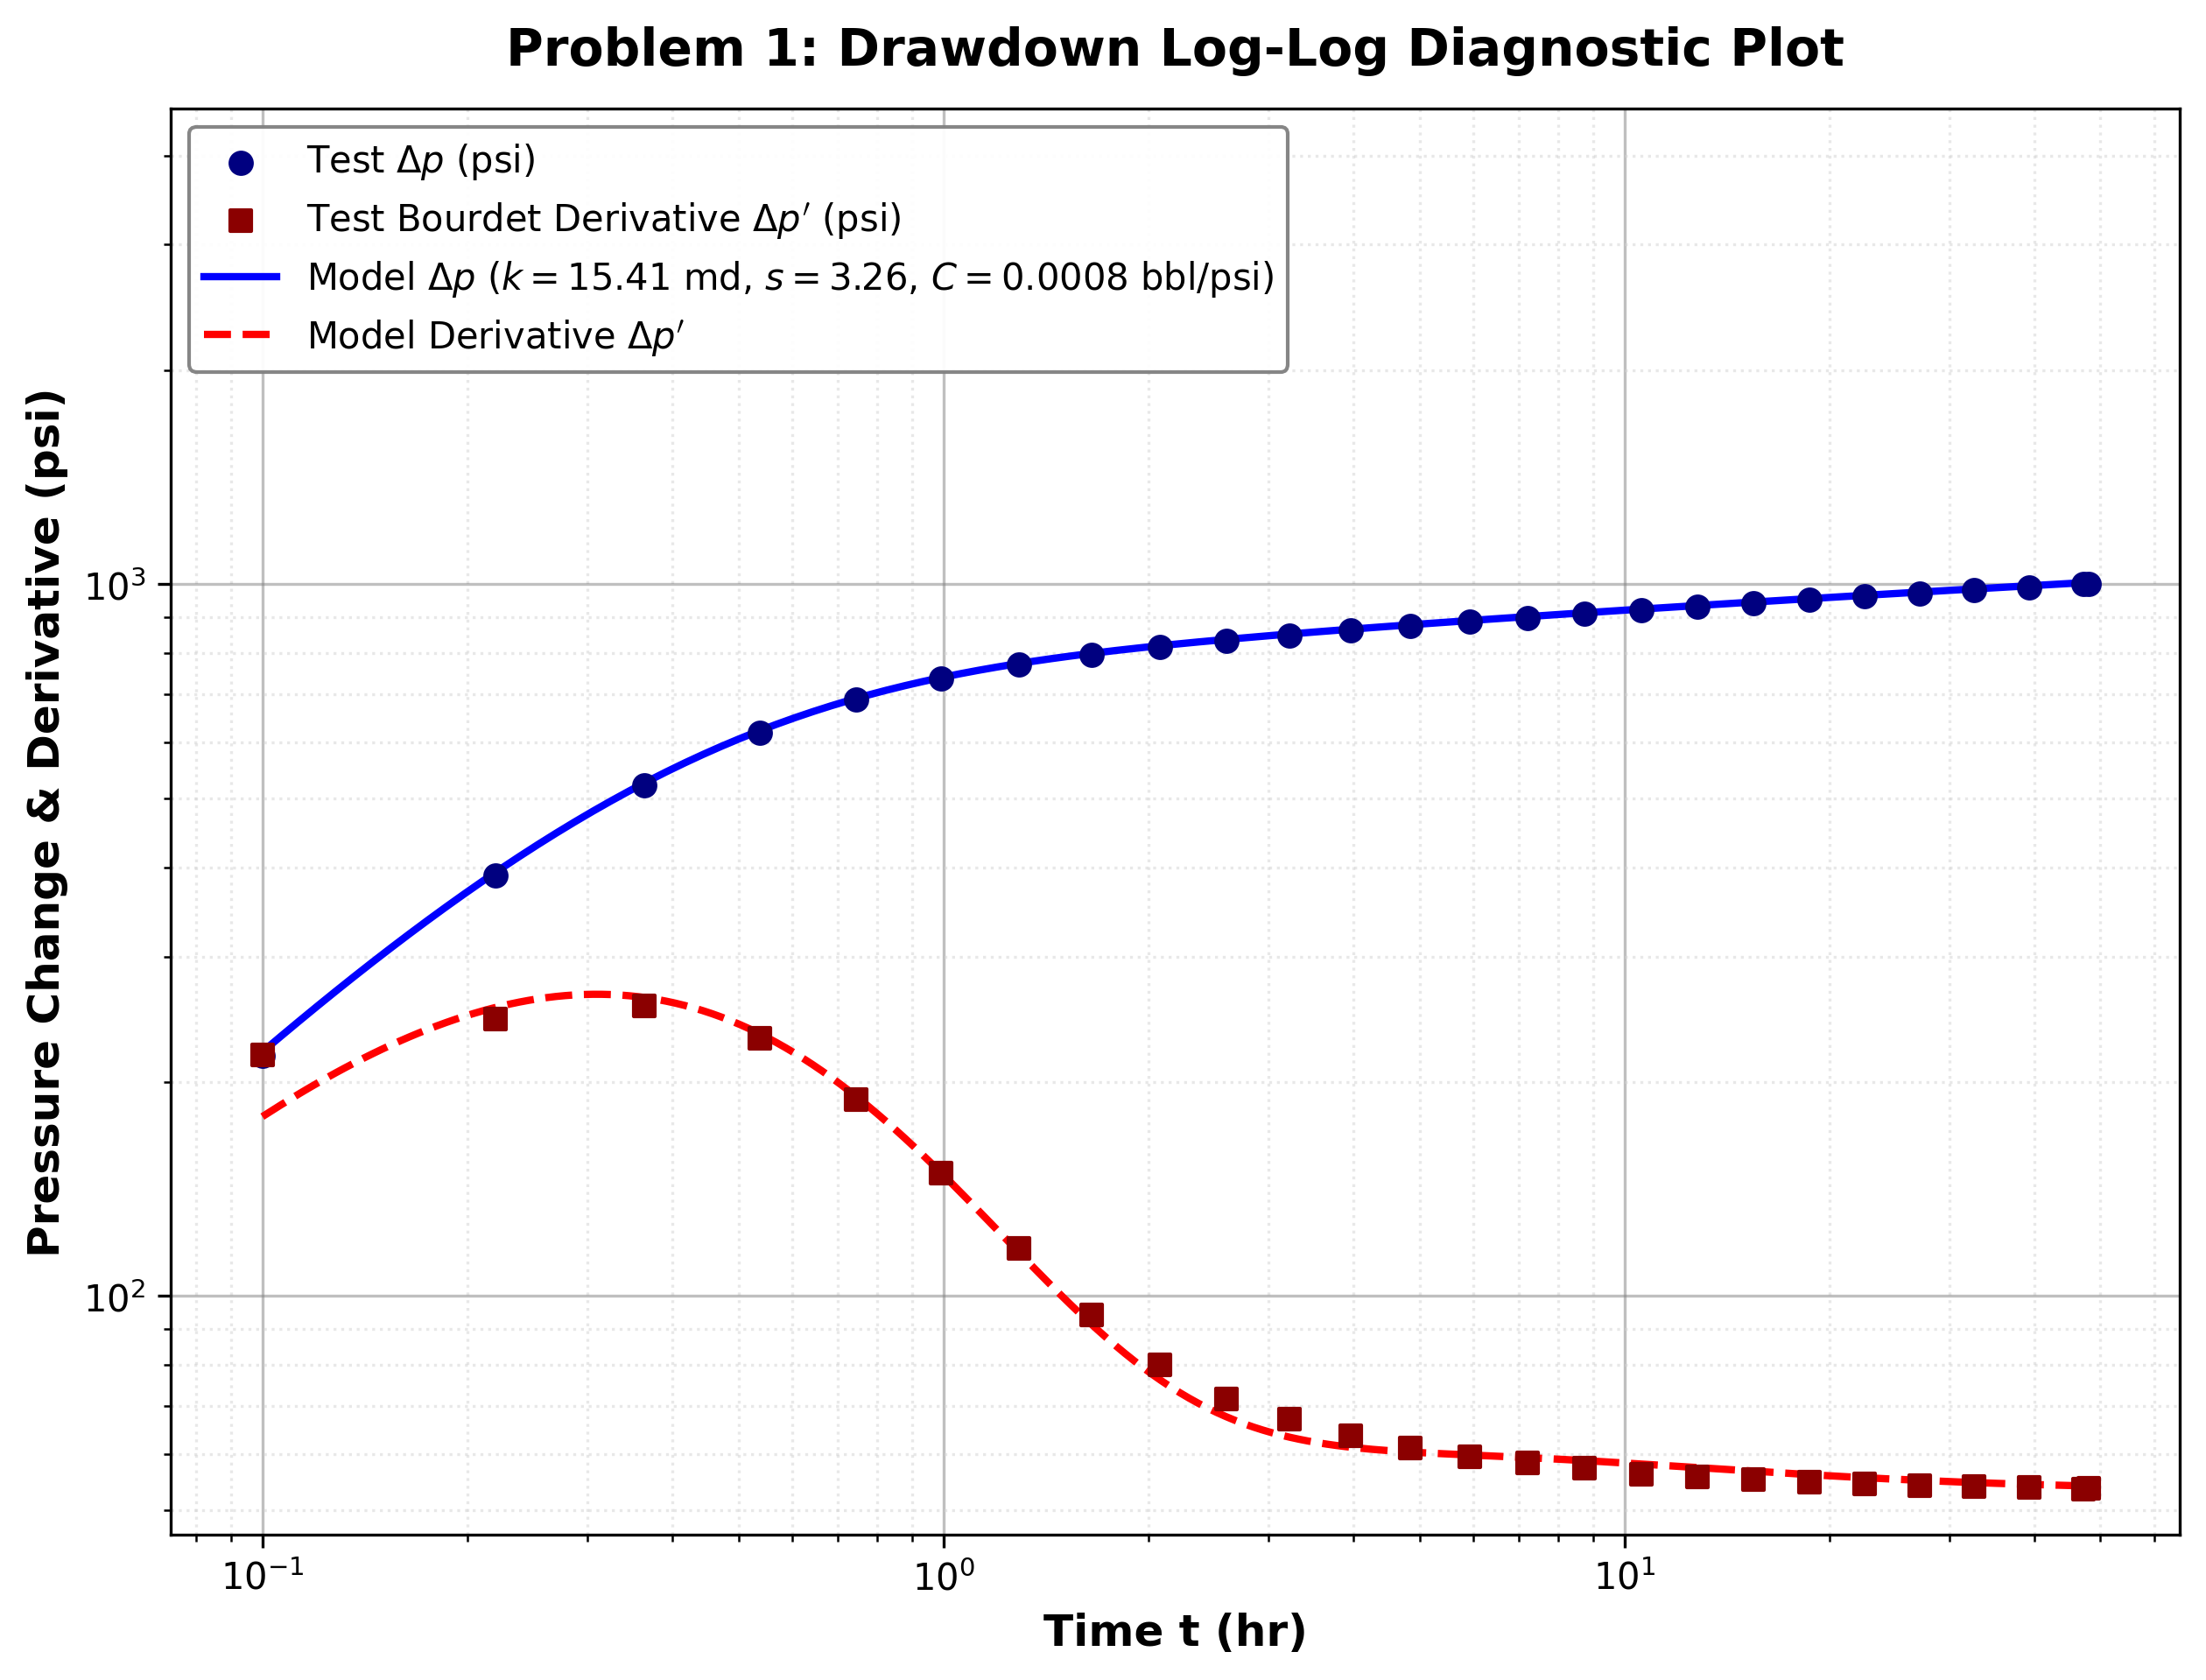 Problem 1: Drawdown Log-Log Diagnostic Plot
Test Δp (psi)
Test Bourdet Derivative Δp′ (psi)
Model Δp (k = 15.41 md, s = 3.26, C = 0.0008 bbl/psi)
Model Derivative Δp′
Pressure Change & Derivative (psi)
10³
10²
10⁻¹
10⁰
10¹
Time t (hr)